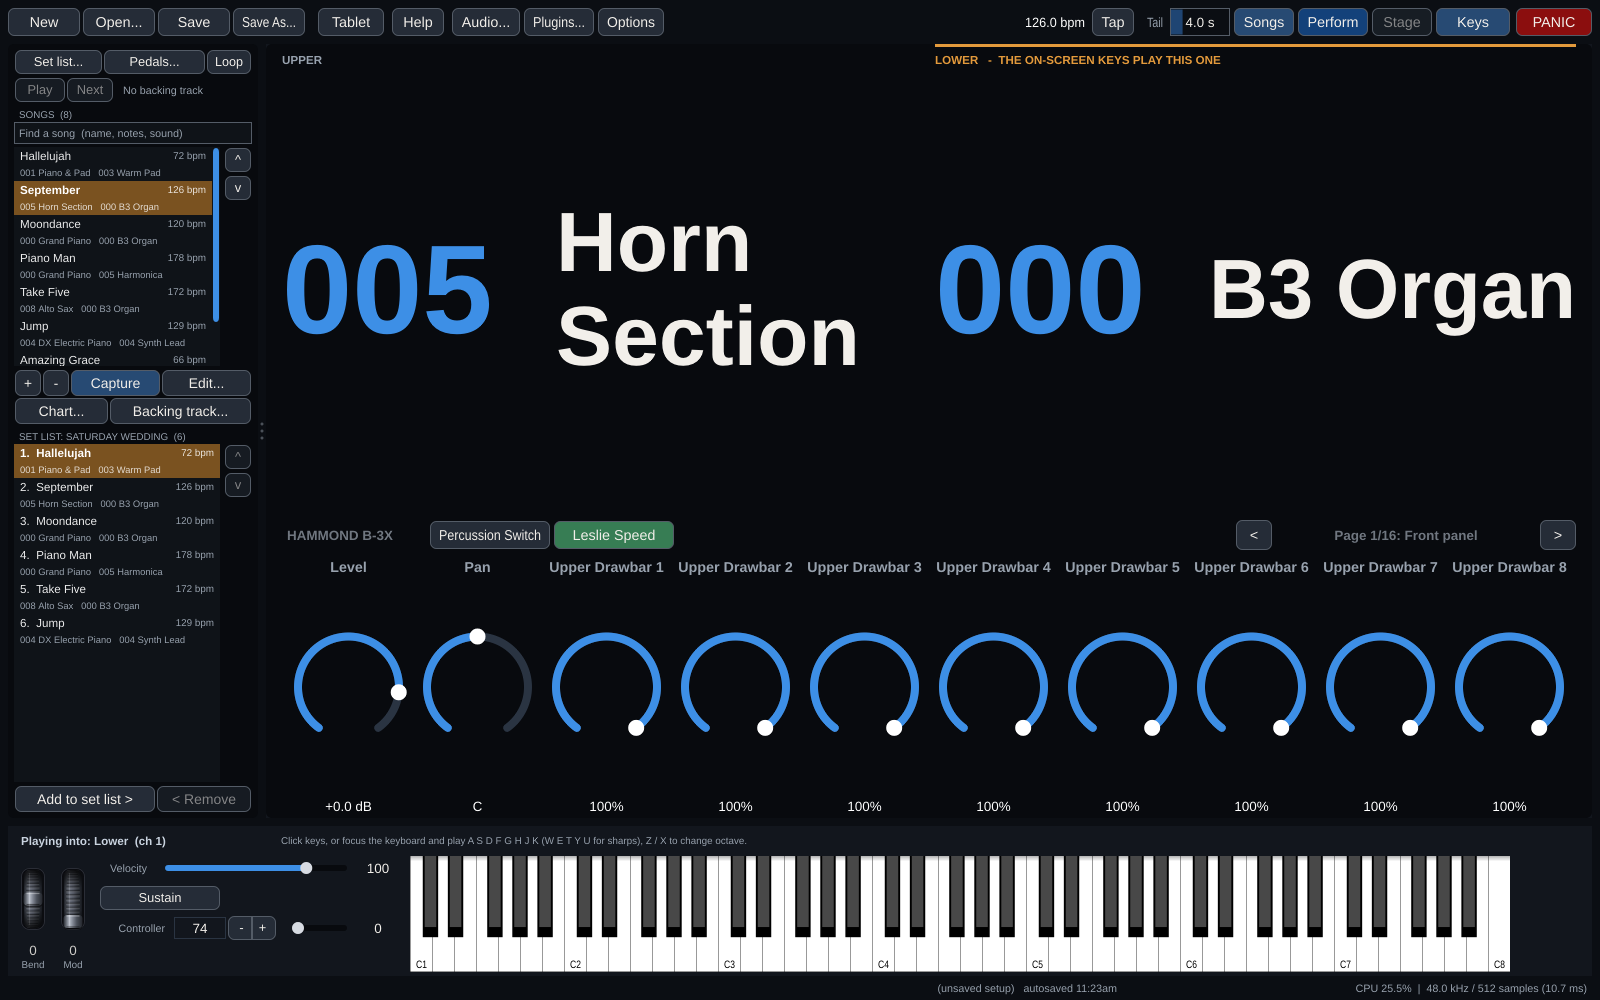 New Open... Save Save As... Tablet Help Audio... Plugins... Options 126.0 bpm Tap Tail 4.0 s Songs Perform Stage Keys PANIC
Set list... Pedals... Loop
Play Next No backing track
SONGS (8)
Find a song (name, notes, sound)
Hallelujah 72 bpm
001 Piano & Pad 003 Warm Pad
September 126 bpm
005 Horn Section 000 B3 Organ
Moondance 120 bpm
000 Grand Piano 000 B3 Organ
Piano Man 178 bpm
000 Grand Piano 005 Harmonica
Take Five 172 bpm
008 Alto Sax 000 B3 Organ
Jump 129 bpm
004 DX Electric Piano 004 Synth Lead
Amazing Grace 66 bpm
^
v
+ - Capture Edit...
Chart... Backing track...
SET LIST: SATURDAY WEDDING (6)
1. Hallelujah 72 bpm
001 Piano & Pad 003 Warm Pad
2. September 126 bpm
005 Horn Section 000 B3 Organ
3. Moondance 120 bpm
000 Grand Piano 000 B3 Organ
4. Piano Man 178 bpm
000 Grand Piano 005 Harmonica
5. Take Five 172 bpm
008 Alto Sax 000 B3 Organ
6. Jump 129 bpm
004 DX Electric Piano 004 Synth Lead
^
v
Add to set list > < Remove
UPPER
005
Horn
Section
LOWER - THE ON-SCREEN KEYS PLAY THIS ONE
000 B3 Organ
HAMMOND B-3X Percussion Switch Leslie Speed < Page 1/16: Front panel >
Level Pan Upper Drawbar 1 Upper Drawbar 2 Upper Drawbar 3 Upper Drawbar 4 Upper Drawbar 5 Upper Drawbar 6 Upper Drawbar 7 Upper Drawbar 8
+0.0 dB C 100% 100% 100% 100% 100% 100% 100% 100%
Playing into: Lower (ch 1) Click keys, or focus the keyboard and play A S D F G H J K (W E T Y U for sharps), Z / X to change octave.
Velocity 100
Sustain
Controller 74 - + 0
0 0
Bend Mod
C1 C2 C3 C4 C5 C6 C7 C8
(unsaved setup) autosaved 11:23am CPU 25.5% | 48.0 kHz / 512 samples (10.7 ms)